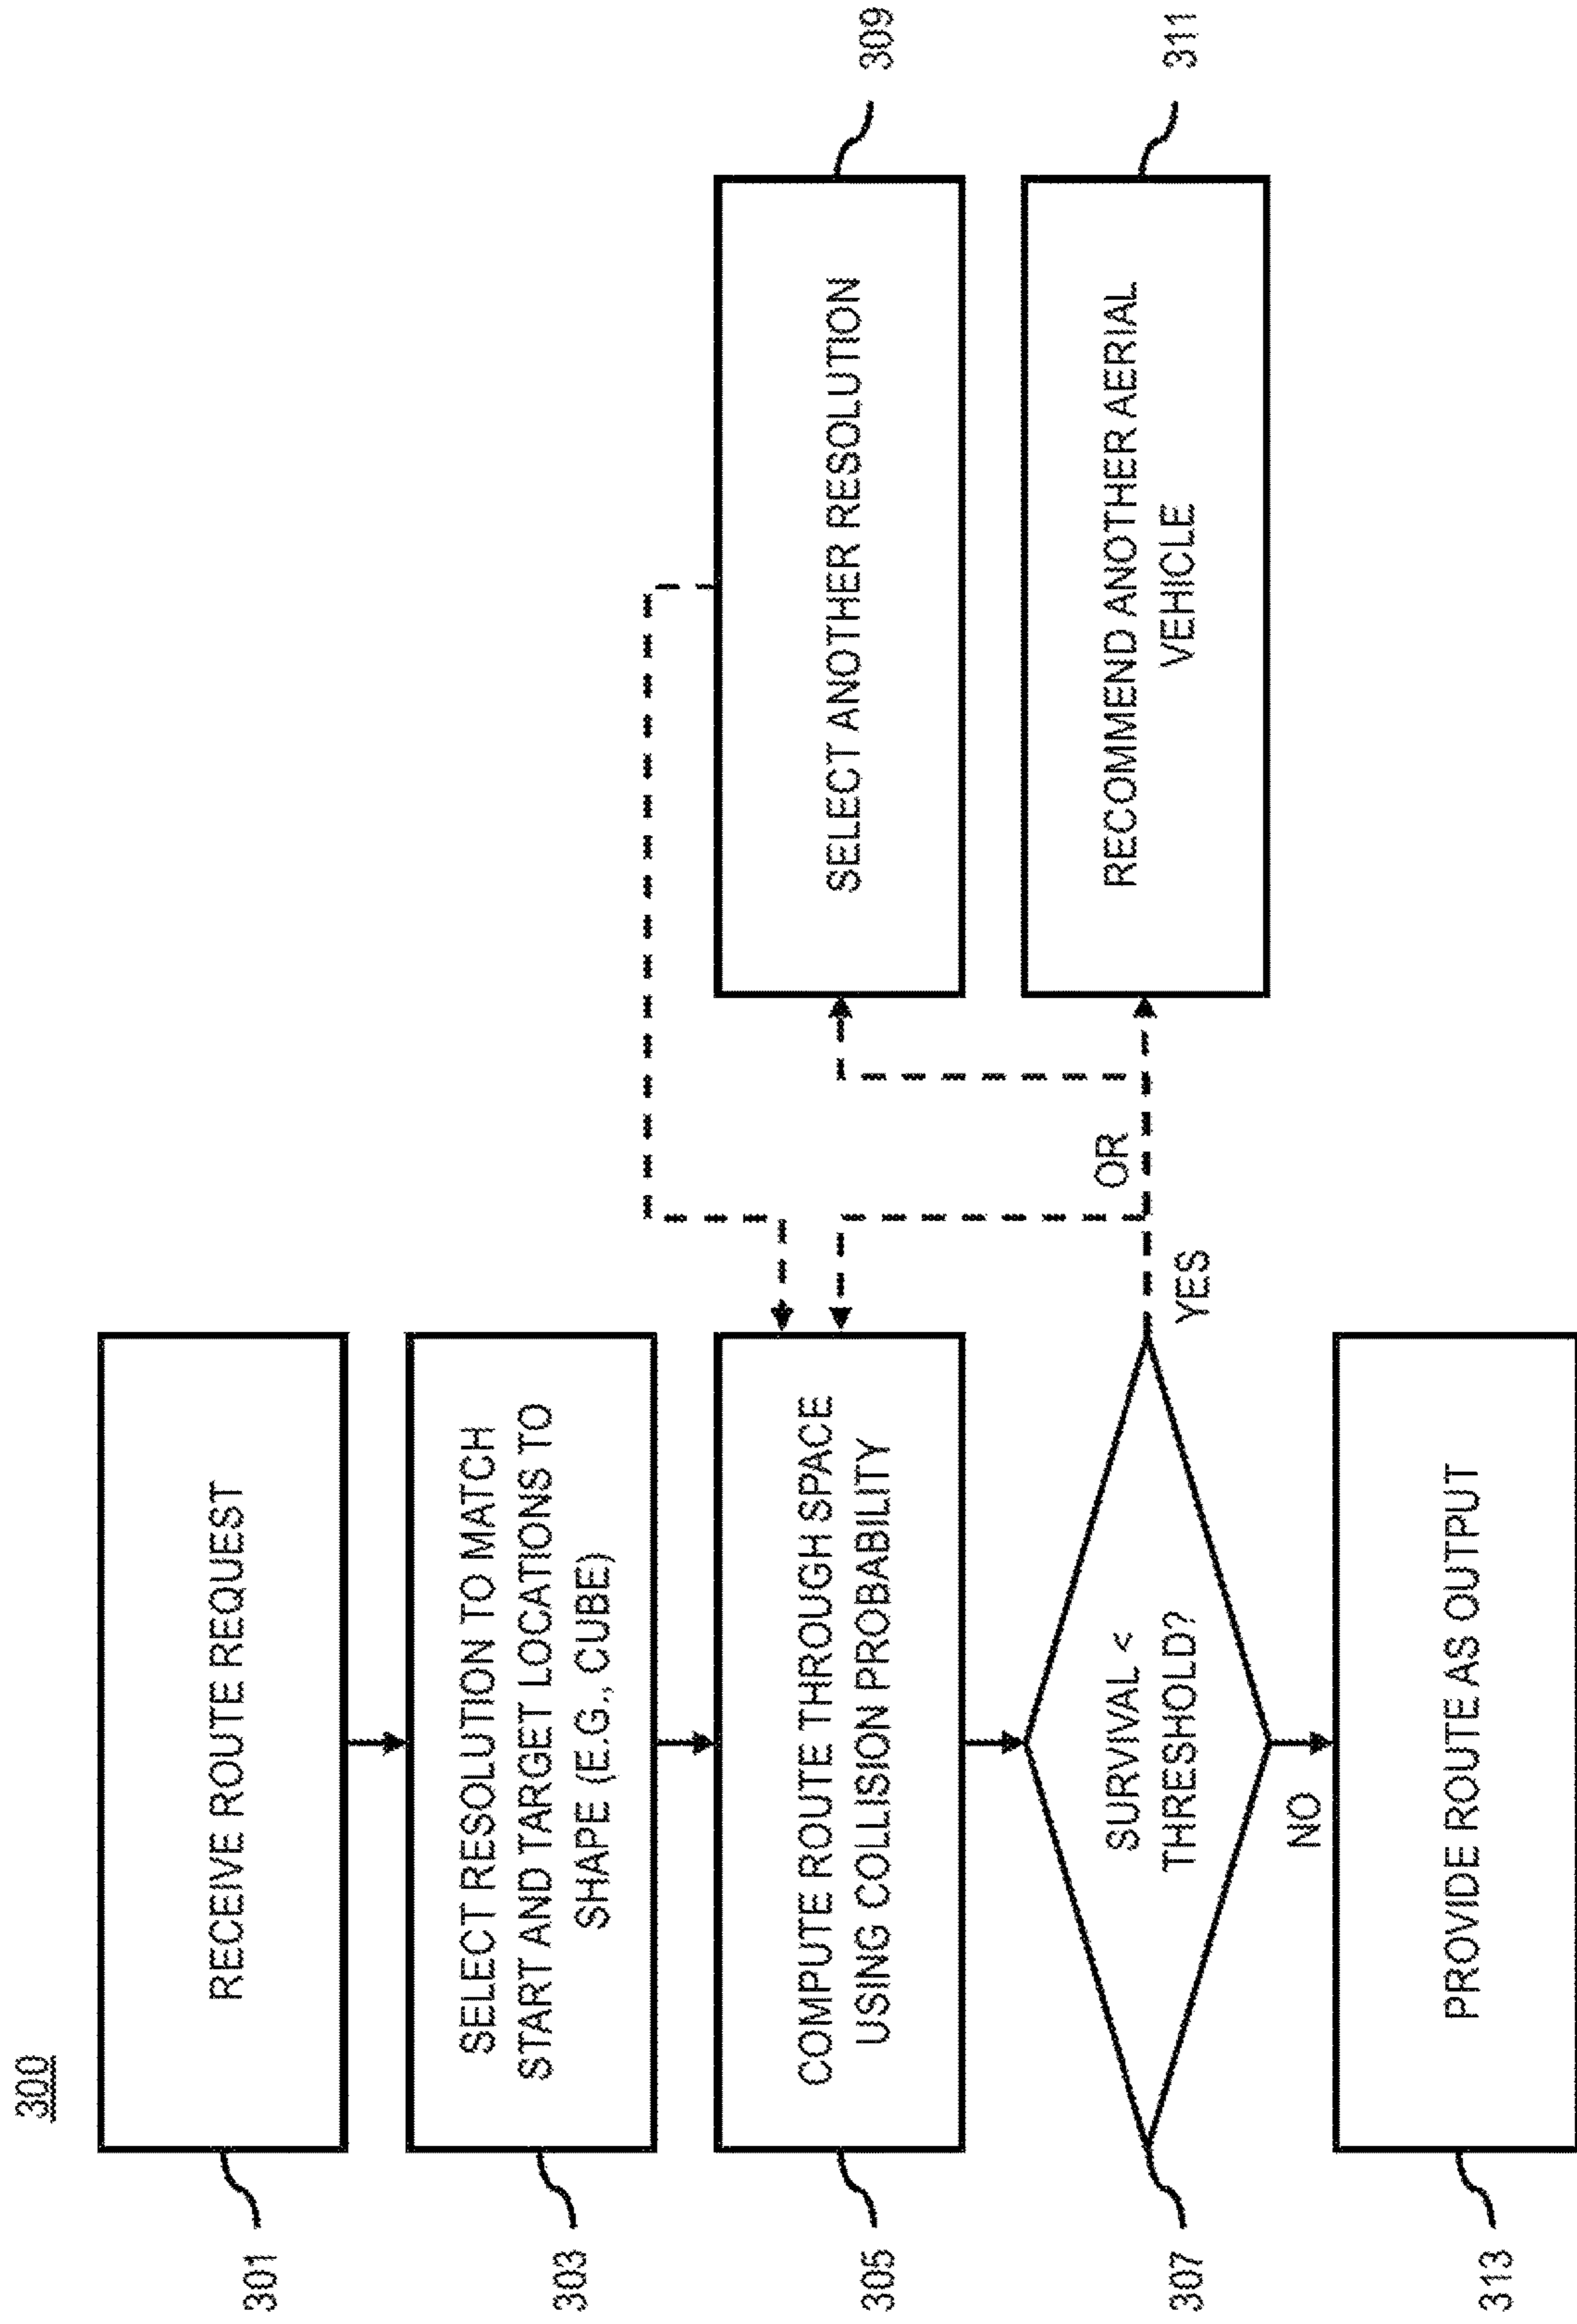 300
301
RECEIVE ROUTE REQUEST
303
SELECT RESOLUTION TO MATCH
START AND TARGET LOCATIONS TO
SHAPE (E.G., CUBE)
305
COMPUTE ROUTE THROUGH SPACE
USING COLLISION PROBABILITY
307
SURVIVAL <
THRESHOLD?
YES
OR
NO
SELECT ANOTHER RESOLUTION
309
RECOMMEND ANOTHER AERIAL
VEHICLE
311
313
PROVIDE ROUTE AS OUTPUT